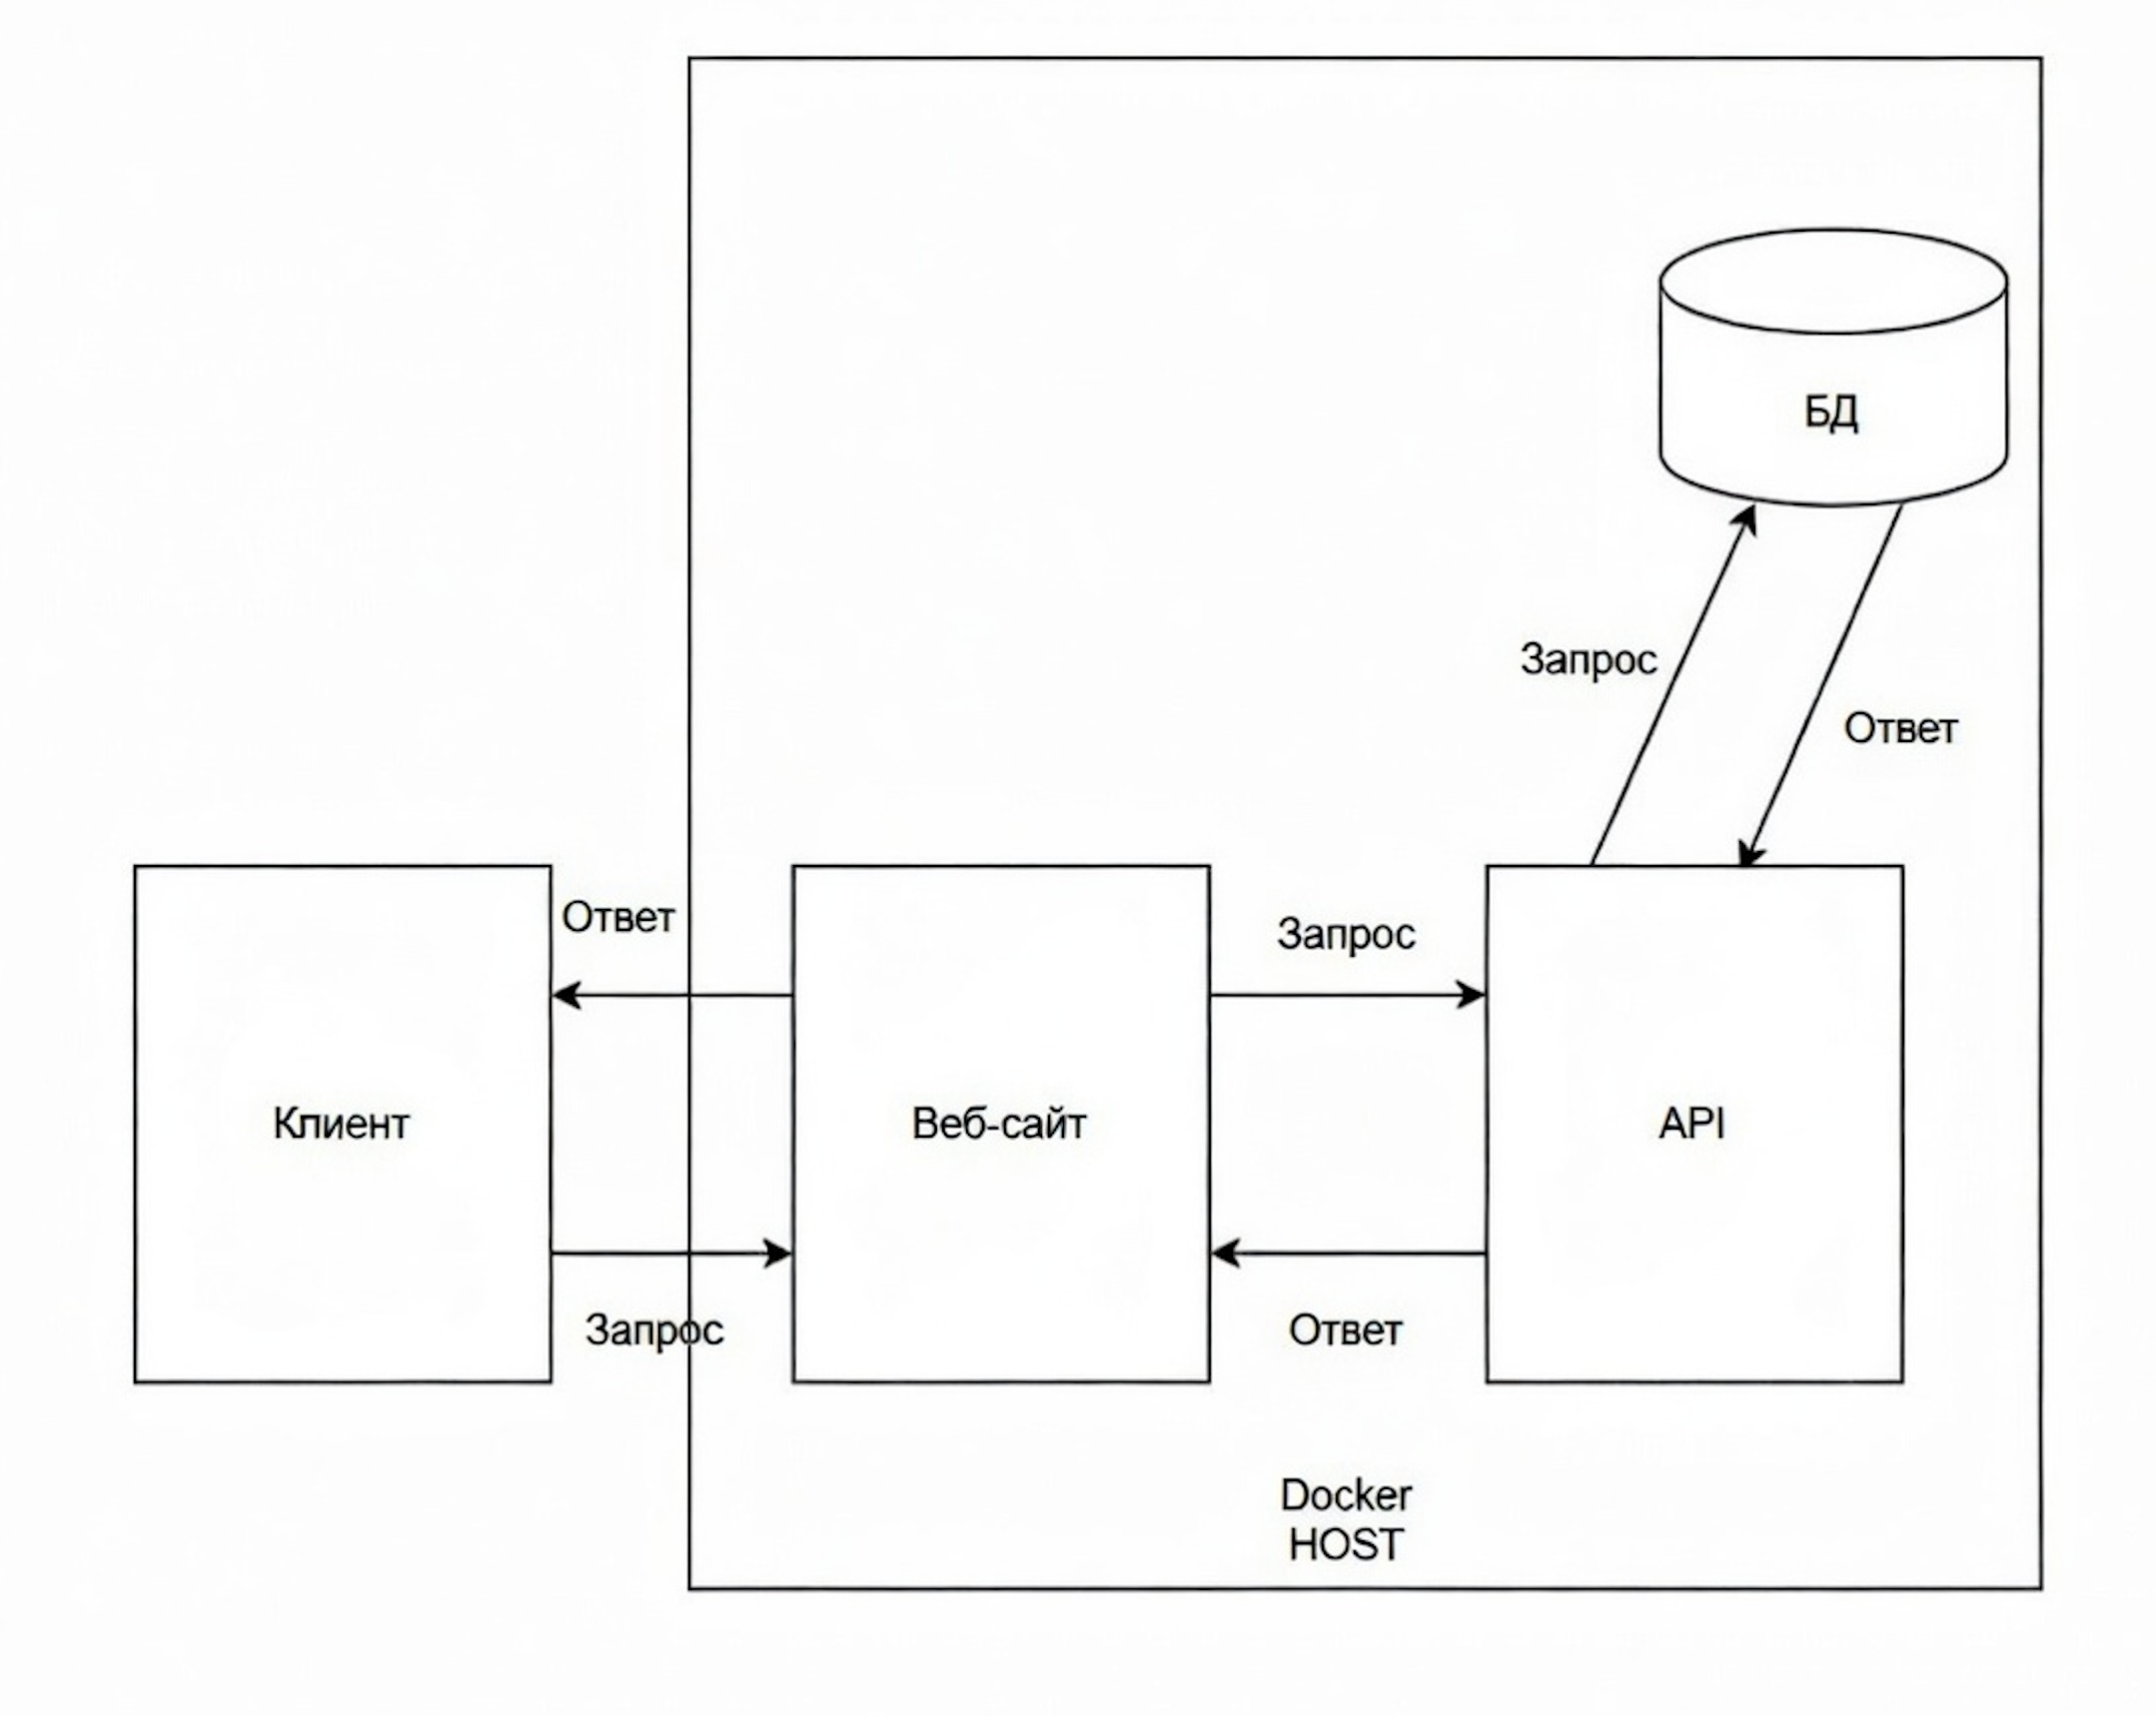 БД
Запрос
Ответ
Ответ
Запрос
Клиент
Веб-сайт
API
Запрос
Ответ
Docker
HOST